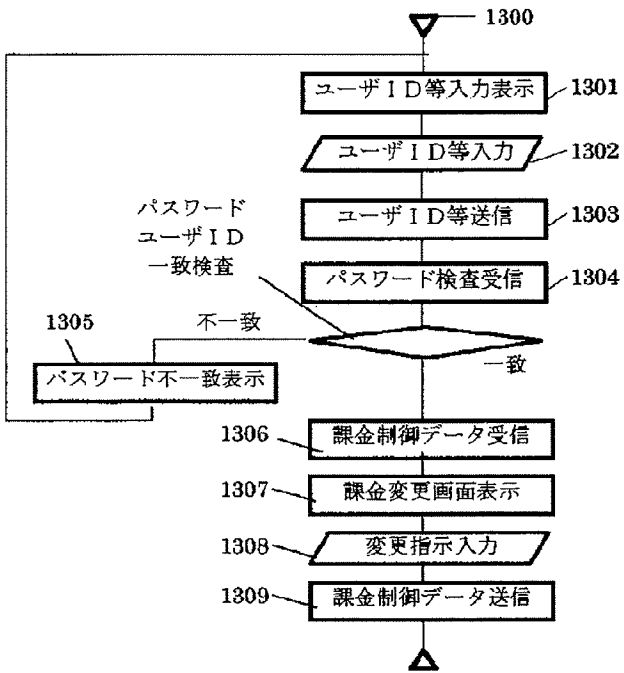 1300
ユーザＩＤ等入力表示
1301
ユーザＩＤ等入力
1302
ユーザＩＤ等送信
1303
パスワード検査受信
1304
パスワード
ユーザＩＤ
一致検査
不一致
一致
1305
パスワード不一致表示
1306
課金制御データ受信
1307
課金変更画面表示
1308
変更指示入力
1309
課金制御データ送信